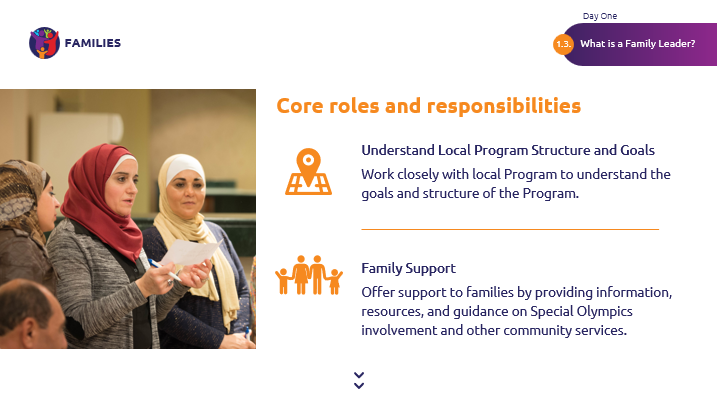 Day One
FAMILIES
1.3. What is a Family Leader?
Core roles and responsibilities
Understand Local Program Structure and Goals
Work closely with local Program to understand the
goals and structure of the Program.
Family Support
Offer support to families by providing information,
resources, and guidance on Special Olympics
involvement and other community services.